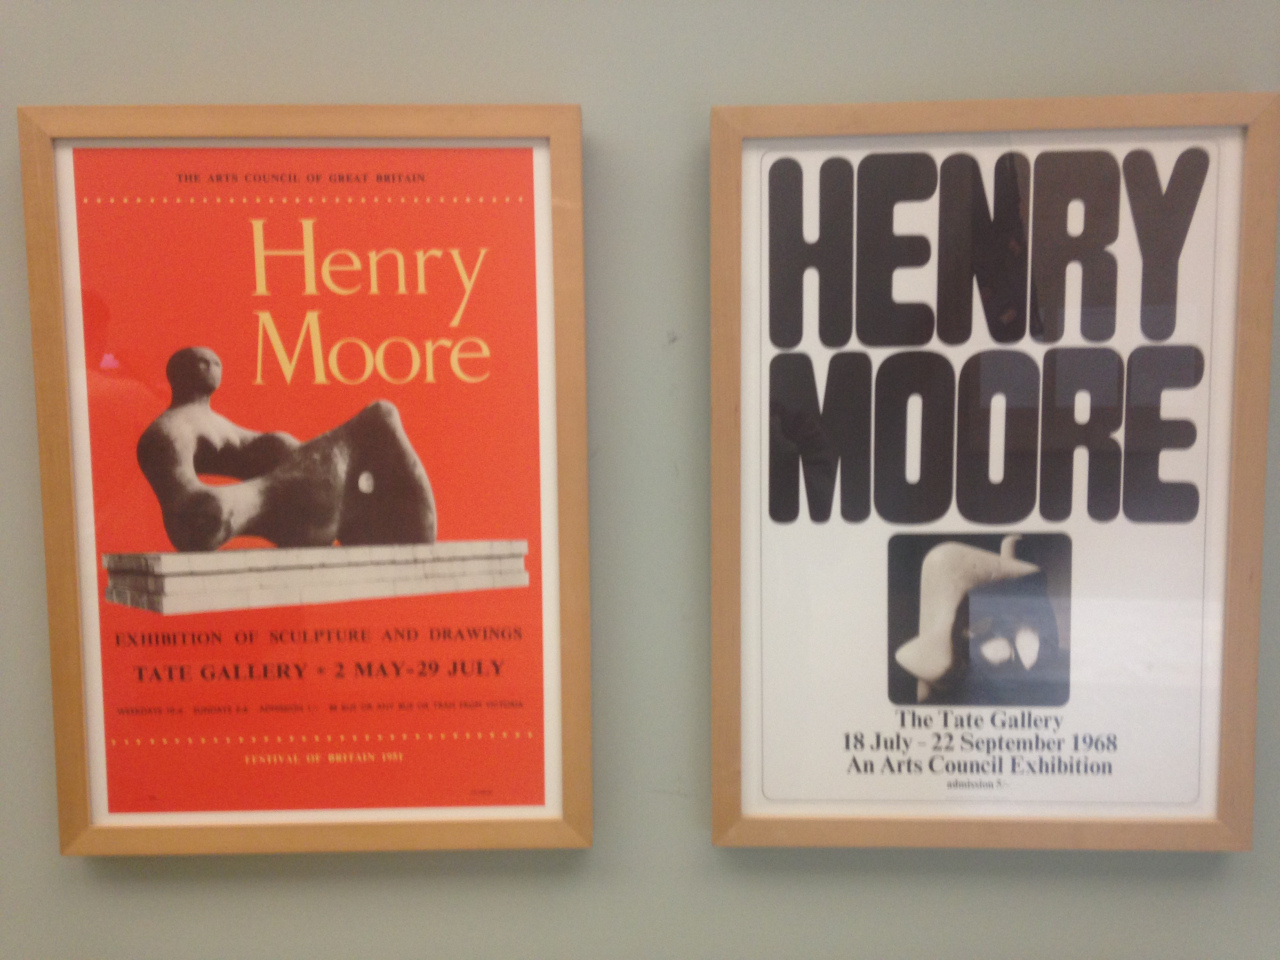 THE ARTS COUNCIL OF GREAT BRITAIN
Henry
Moore
EXHIBITION OF SCULPTURE AND DRAWINGS
TATE GALLERY • 2 MAY-29 JULY
FESTIVAL OF BRITAIN 1951
HENRY
MOORE
The Tate Gallery
18 July - 22 September 1968
An Arts Council Exhibition
admission 5/-